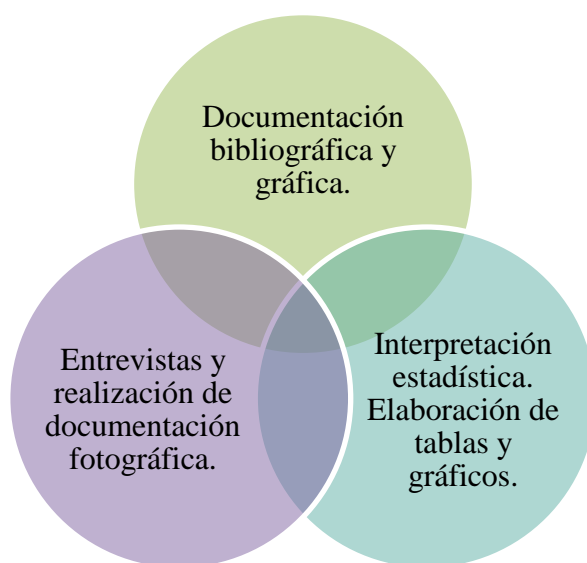 Documentación
bibliográfica y
gráfica.
Entrevistas y
realización de
documentación
fotográfica.
Interpretación
estadística.
Elaboración de
tablas y
gráficos.